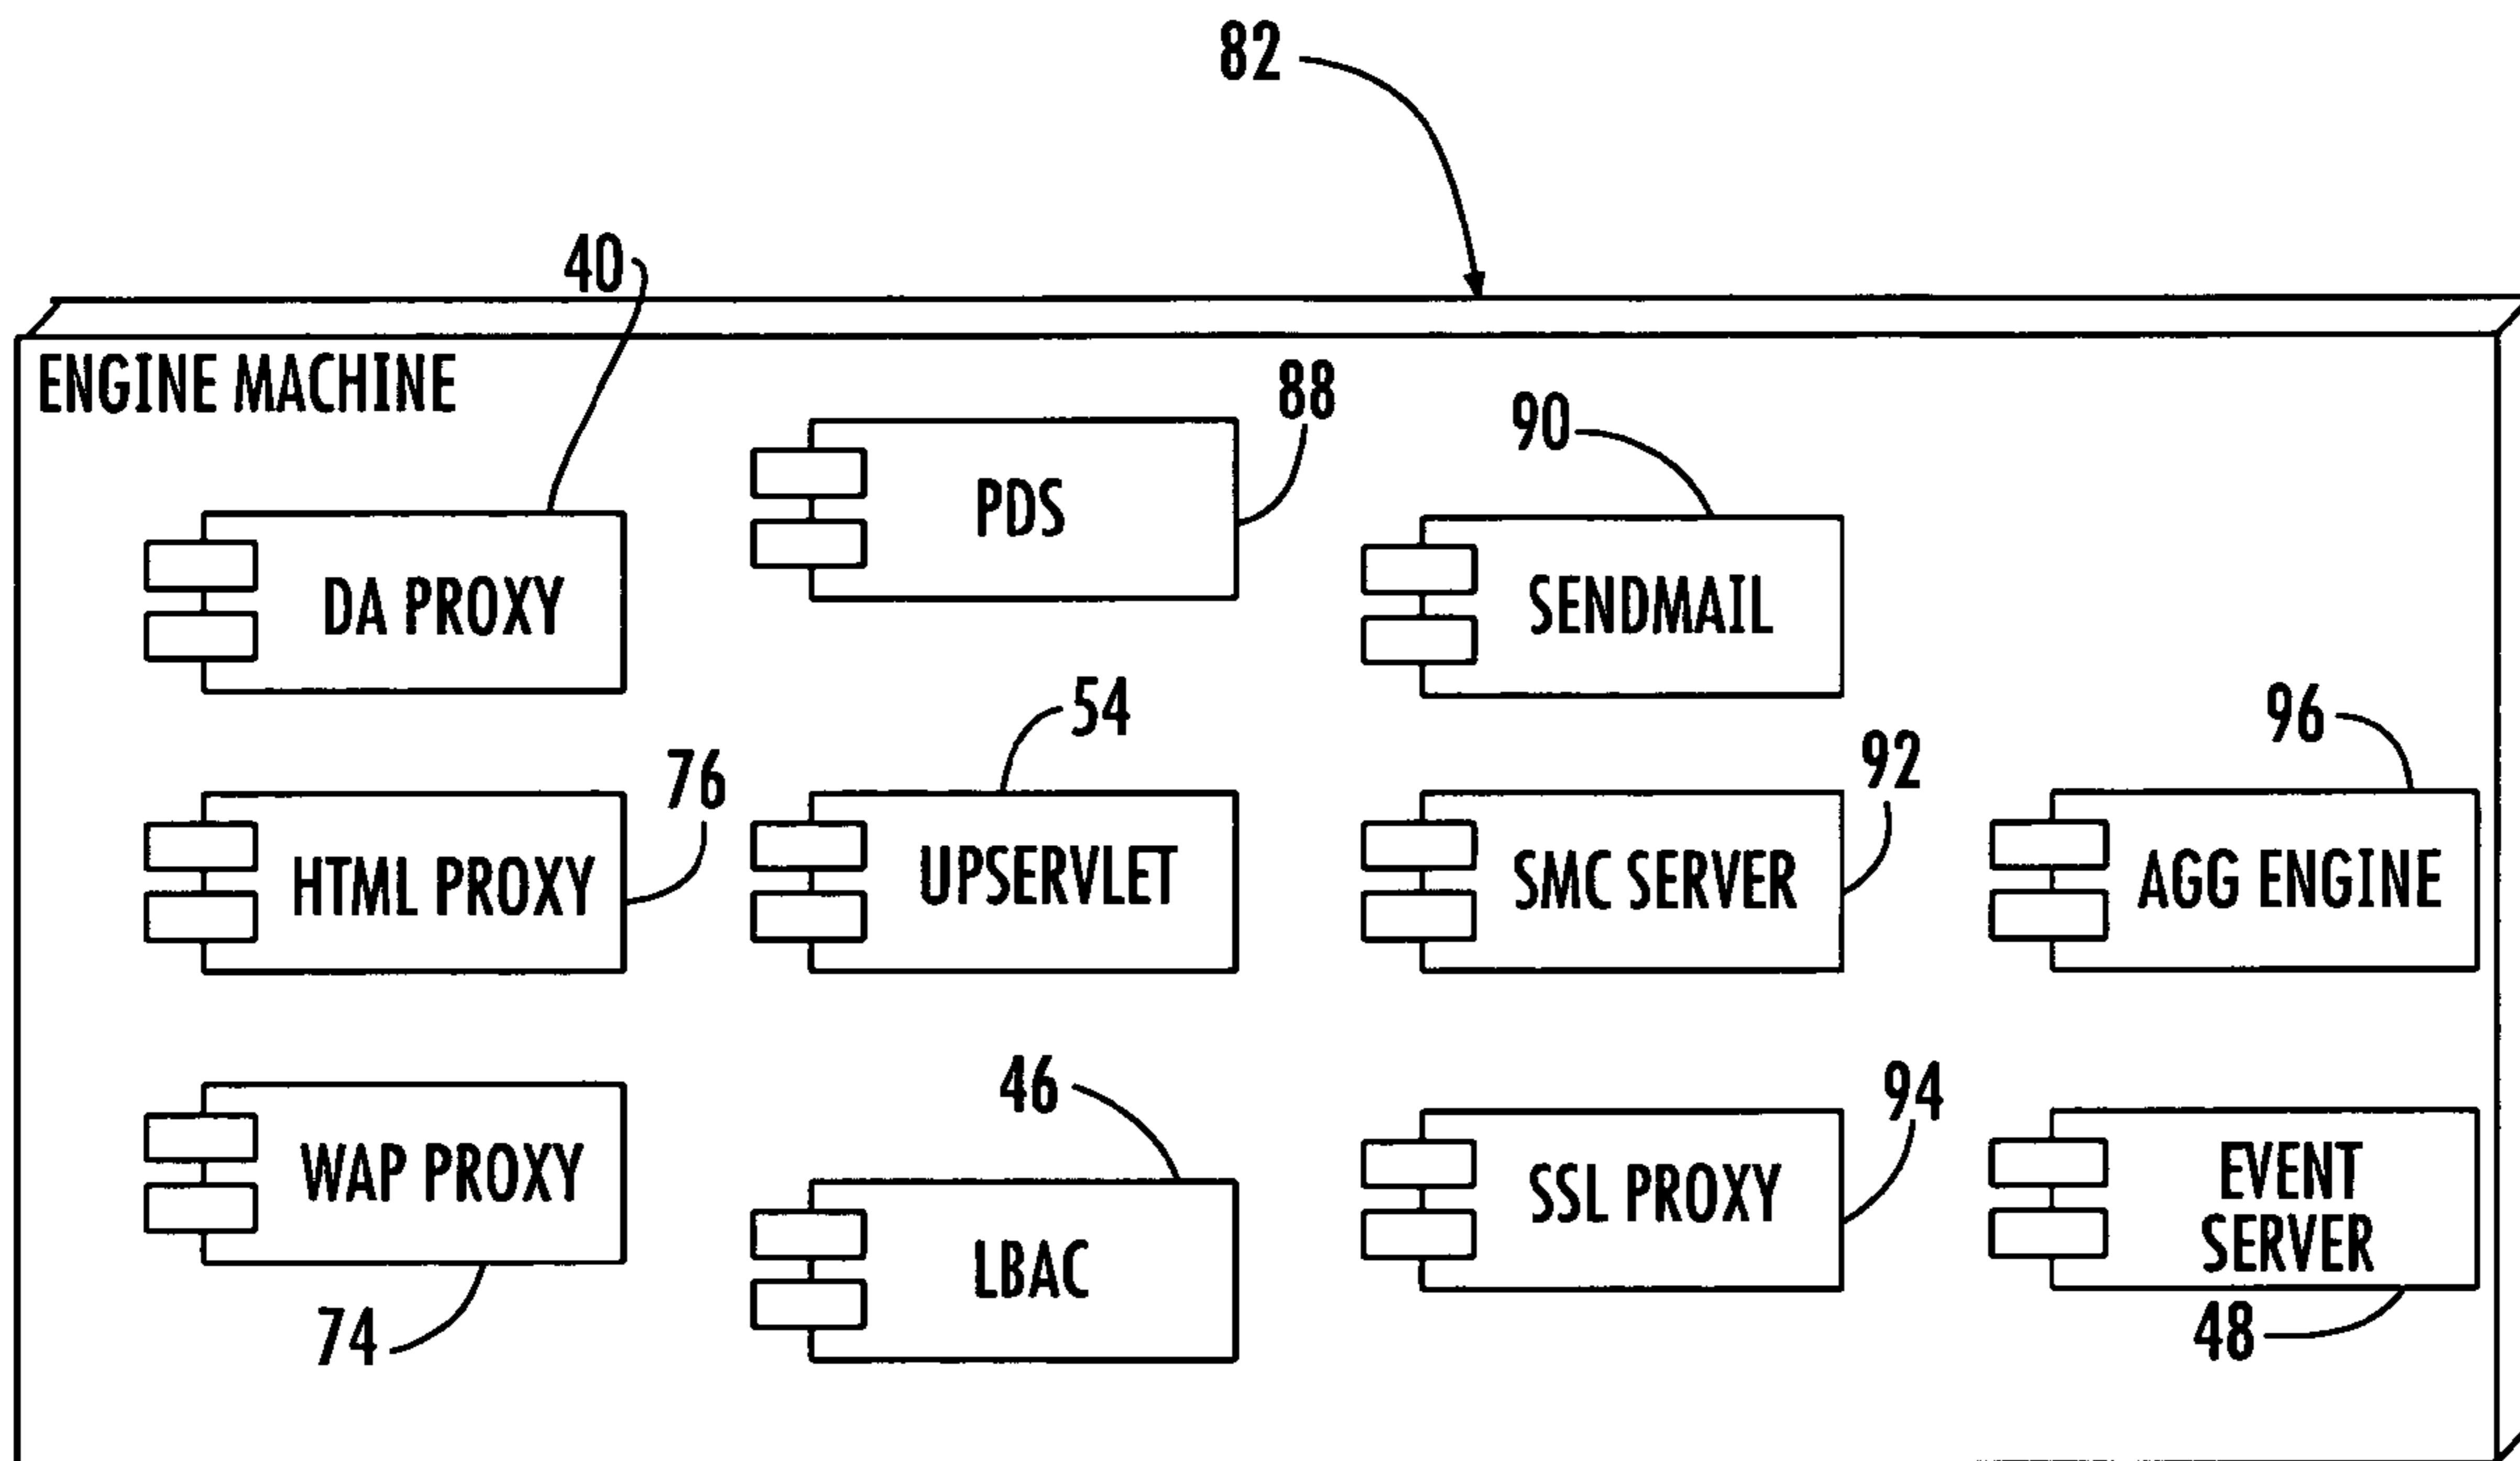 82
40
ENGINE MACHINE
88
90
PDS
DA PROXY
SENDMAIL
54
96
76
92
HTML PROXY
UPSERVLET
SMC SERVER
AGG ENGINE
46
94
WAP PROXY
SSL PROXY
EVENT
SERVER
LBAC
74
48